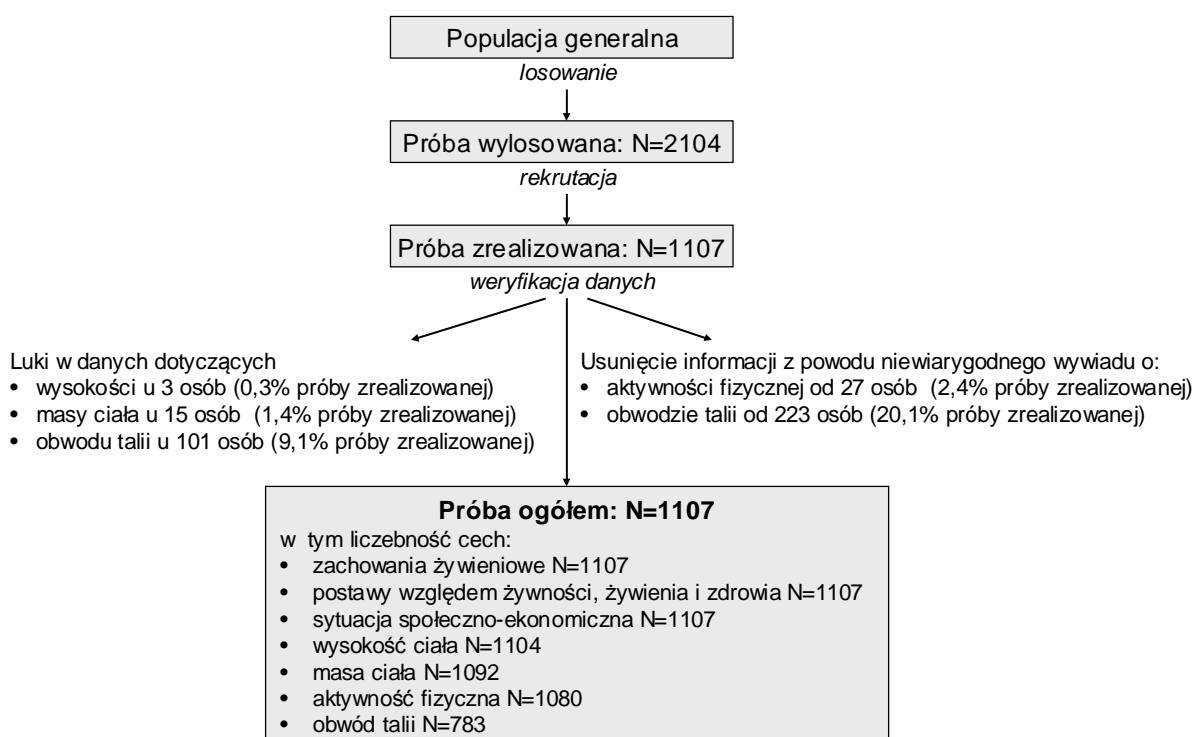 Populacja generalna
losowanie
Próba wylosowana: N=2104
rekrutacja
Próba zrealizowana: N=1107
weryfikacja danych
Luki w danych dotyczących
• wysokości u 3 osób (0,3% próby zrealizowanej)
• masy ciała u 15 osób (1,4% próby zrealizowanej)
• obwodu talii u 101 osób (9,1% próby zrealizowanej)
Usunięcie informacji z powodu niewiarygodnego wywiadu o:
• aktywności fizycznej od 27 osób (2,4% próby zrealizowanej)
• obwodzie talii od 223 osób (20,1% próby zrealizowanej)
Próba ogółem: N=1107
w tym liczebność cech:
• zachowania żywieniowe N=1107
• postawy względem żywności, żywienia i zdrowia N=1107
• sytuacja społeczno-ekonomiczna N=1107
• wysokość ciała N=1104
• masa ciała N=1092
• aktywność fizyczna N=1080
• obwód talii N=783